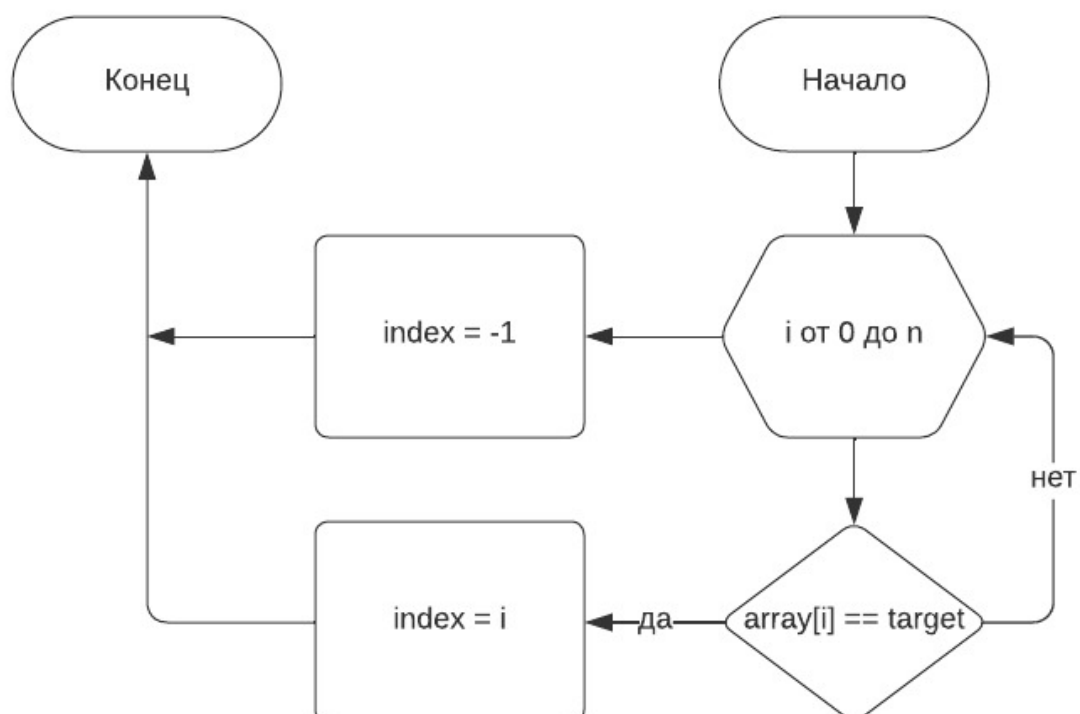 Конец
Начало
index = -1
i от 0 до n
нет
index = i
да
array[i] == target